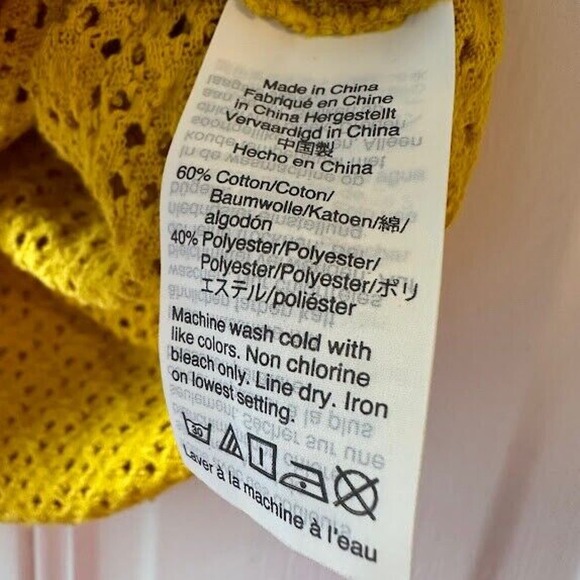 Made in China
Fabriqué en Chine
in China Hergestellt
Vervaardigd in China
中国製
Hecho en China
60% Cotton/Coton/
Baumwolle/Katoen/綿/
algodón
40% Polyester/Polyester/
Polyester/Polyester/ポリ
エステル/poliéster
Machine wash cold with
like colors. Non chlorine
bleach only. Line dry. Iron
on lowest setting.
30
Laver à la machine à l'eau